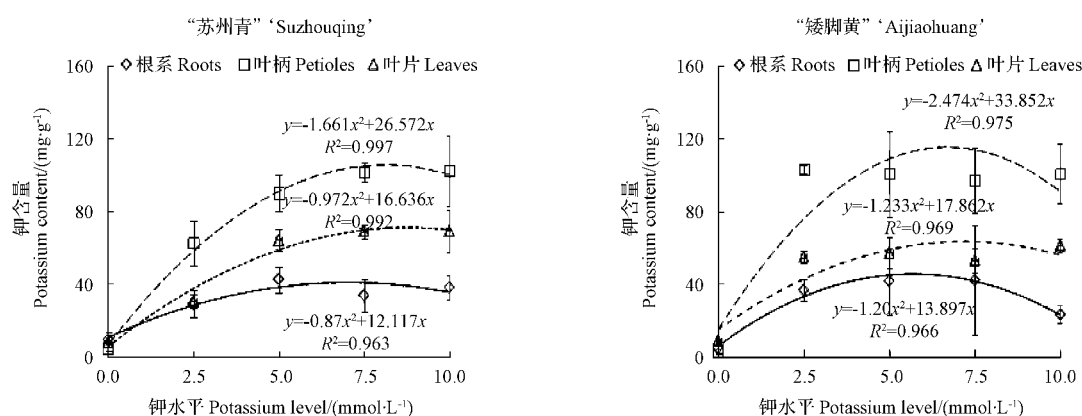 “苏州青” ‘Suzhouqing’
160
◇ 根系 Roots □ 叶柄 Petioles △ 叶片 Leaves
y=-1.661x²+26.572x
R²=0.997
120
y=-0.972x²+16.636x
R²=0.992
80
40
y=-0.87x²+12.117x
R²=0.963
0
0.0 2.5 5.0 7.5 10.0
钾含量
Potassium content/(mg·g⁻¹)
钾水平 Potassium level/(mmol·L⁻¹)
“矮脚黄” ‘Aijiaohuang’
160
◇ 根系 Roots □ 叶柄 Petioles △ 叶片 Leaves
y=-2.474x²+33.852x
R²=0.975
120
y=-1.233x²+17.862x
R²=0.969
80
40
y=-1.20x²+13.897x
R²=0.966
0
0.0 2.5 5.0 7.5 10.0
钾含量
Potassium content/(mg·g⁻¹)
钾水平 Potassium level/(mmol·L⁻¹)